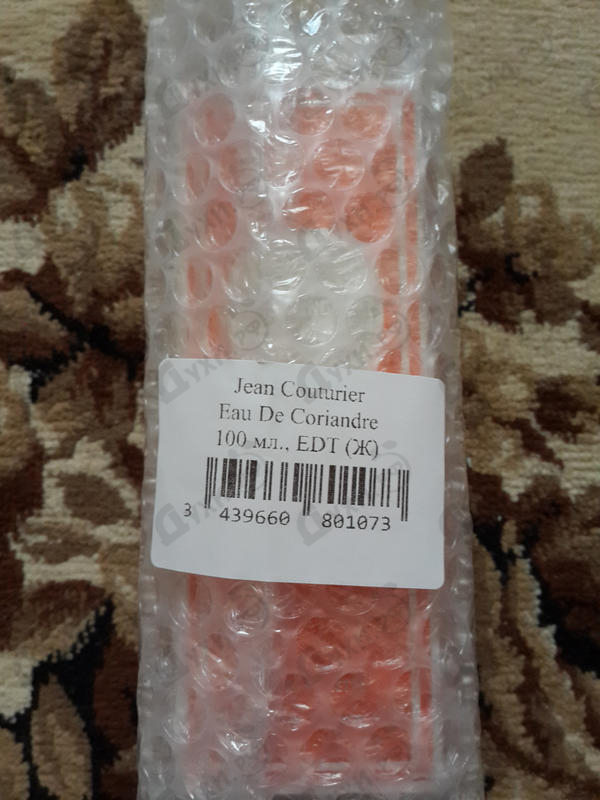 Jean Couturier
Eau De Coriandre
100 мл., EDT (Ж)
3 439660 801073